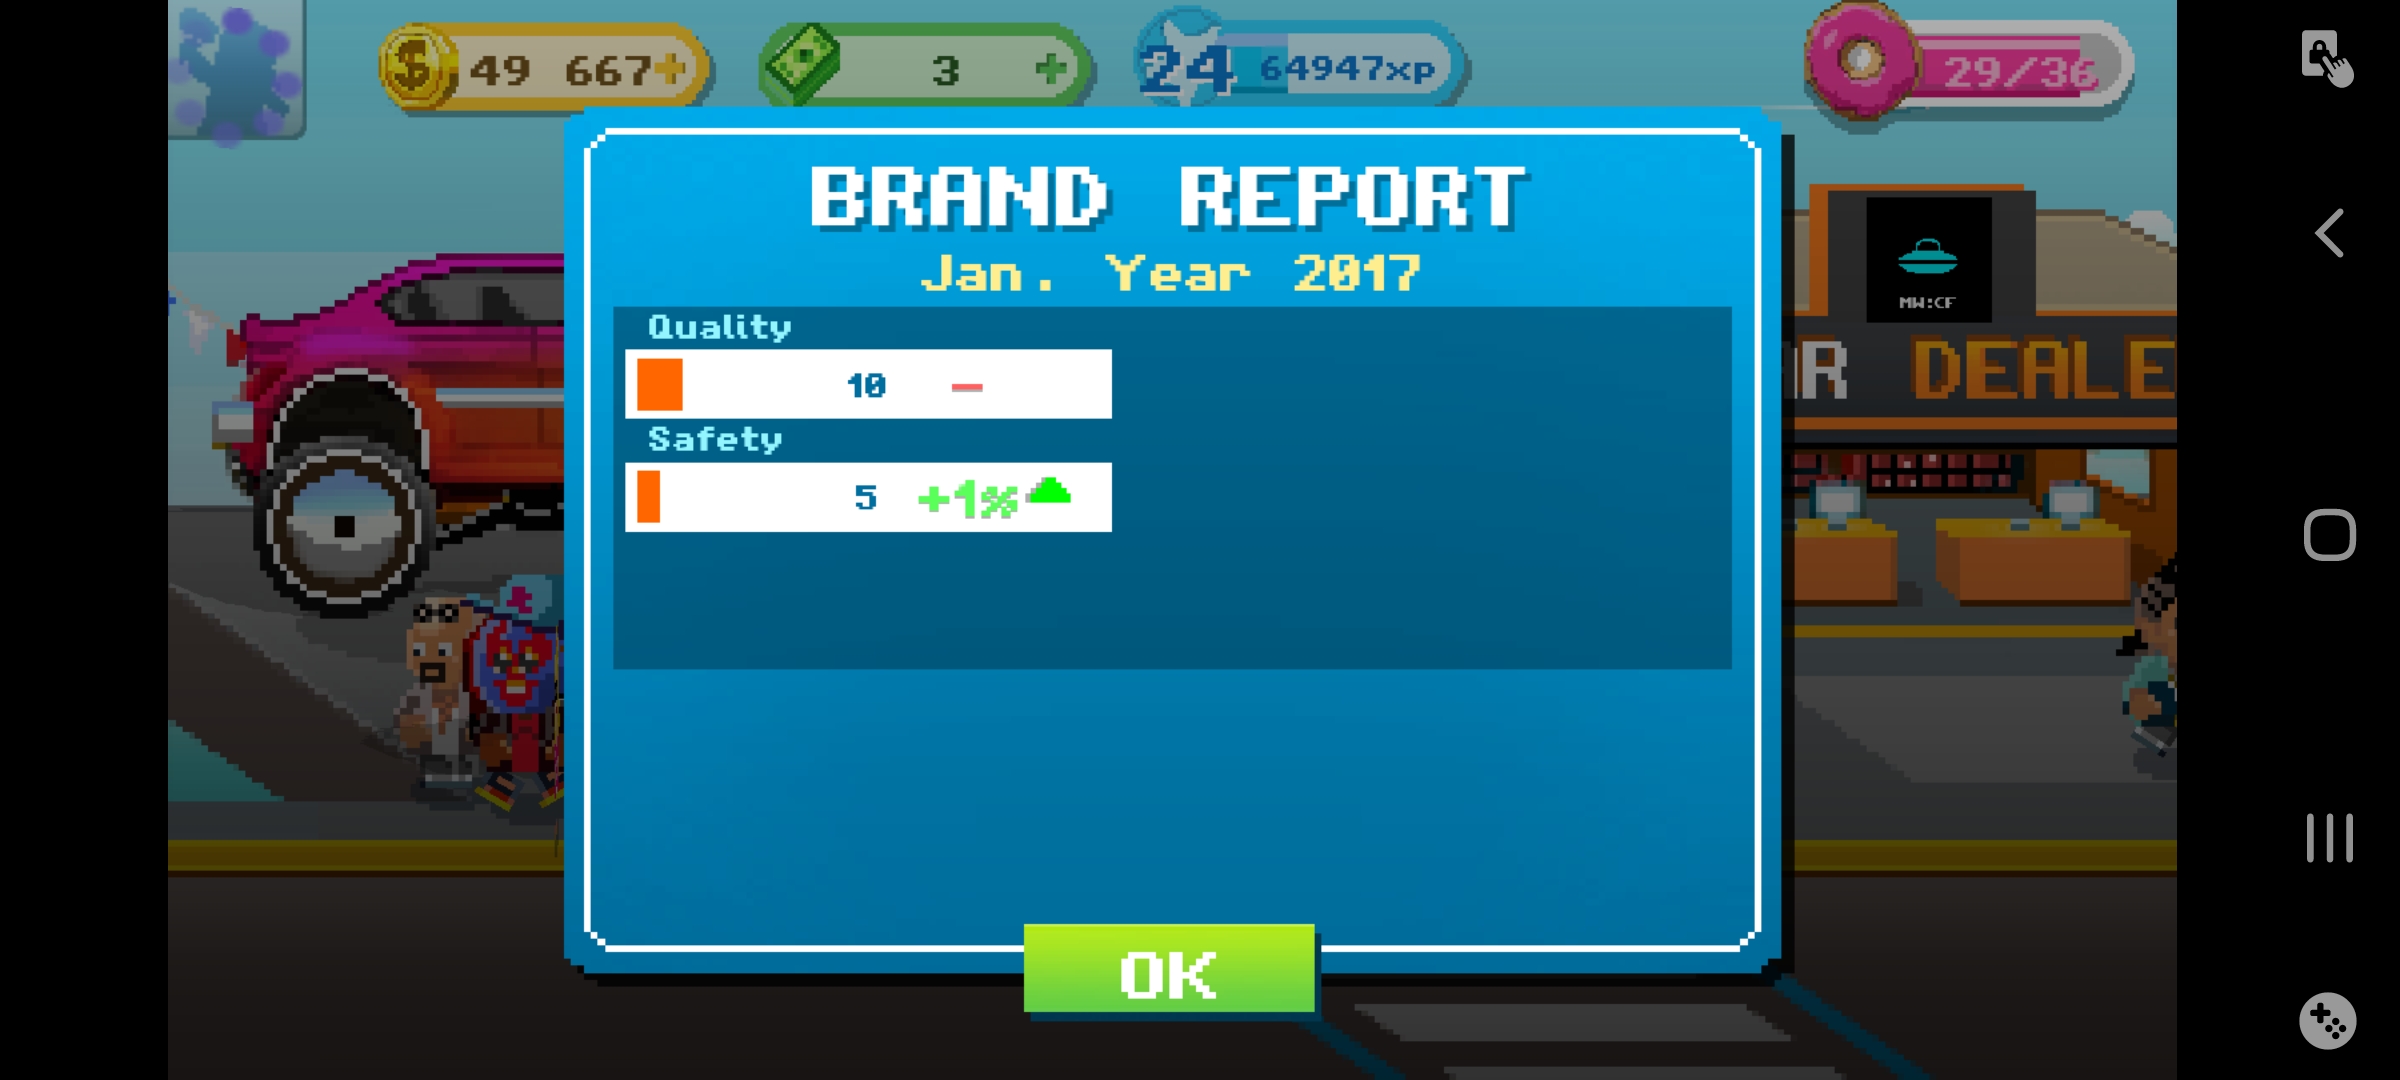 49 667+
3 +
24 64947xp
29/36
BRAND REPORT
Jan. Year 2017
Quality
10 –
Safety
5 +1%
OK
MW:CF
R DEALE